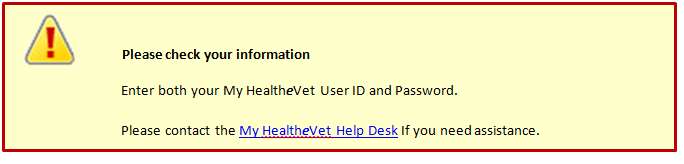 Please check your information
Enter both your My HealtheVet User ID and Password.
Please contact the My HealtheVet Help Desk If you need assistance.